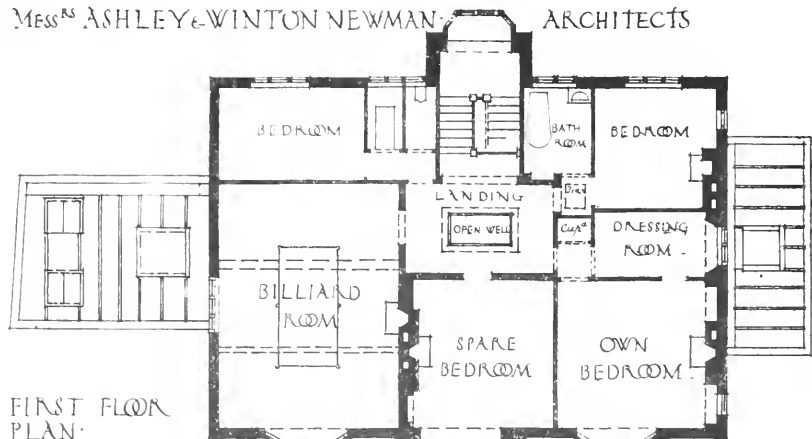 MESSRS ASHLEY & WINTON NEWMAN · ARCHITECTS
BEDROOM
BATH
ROOM
BEDROOM
LANDING
OPEN WELL
Cupd
DRESSING
ROOM
BILLIARD
ROOM
SPARE
BEDROOM
OWN
BEDROOM
FIRST FLOOR
PLAN·